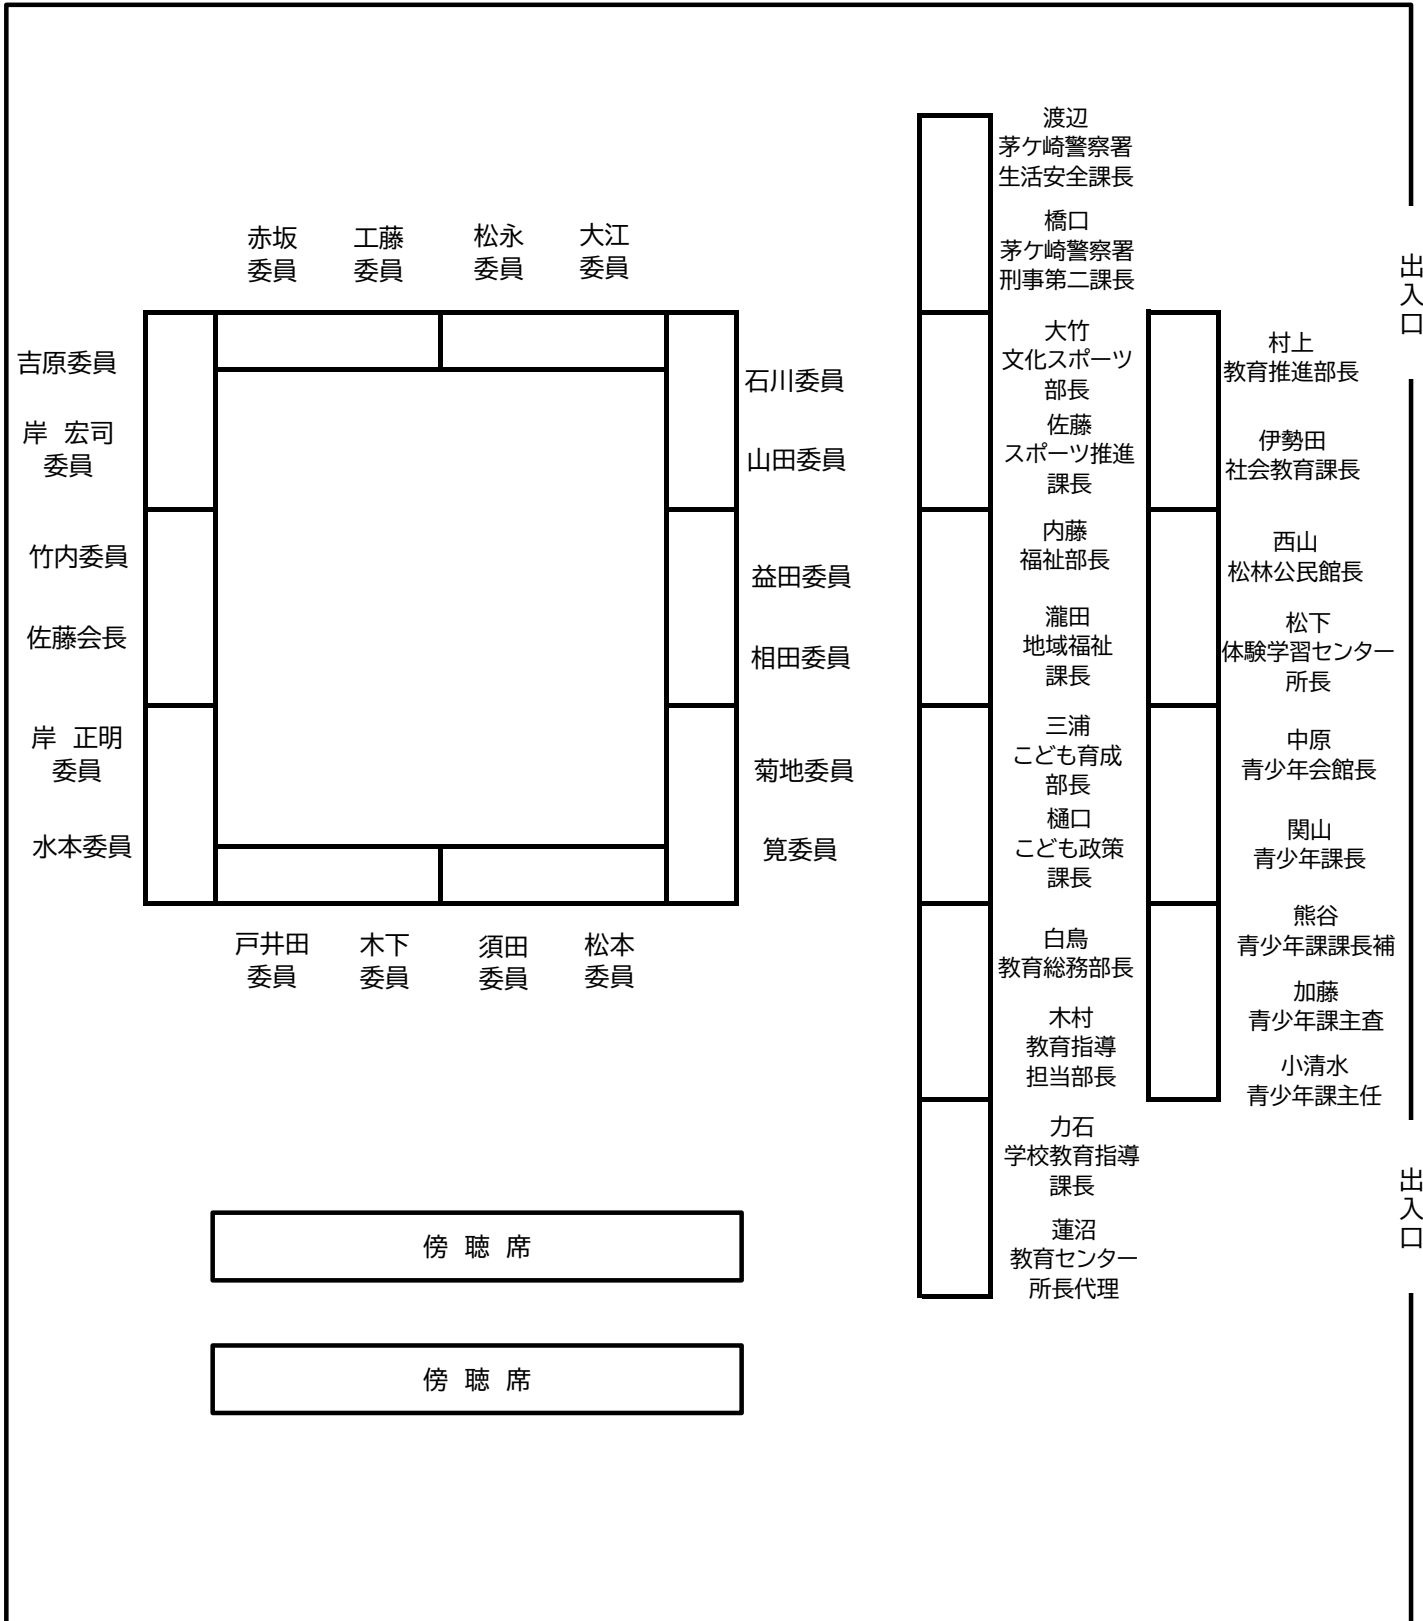 赤坂
委員
工藤
委員
松永
委員
大江
委員
吉原委員
岸 宏司
委員
竹内委員
佐藤会長
岸 正明
委員
水本委員
石川委員
山田委員
益田委員
相田委員
菊地委員
筧委員
戸井田
委員
木下
委員
須田
委員
松本
委員
傍 聴 席
傍 聴 席
渡辺
茅ケ崎警察署
生活安全課長
橋口
茅ケ崎警察署
刑事第二課長
大竹
文化スポーツ
部長
佐藤
スポーツ推進
課長
内藤
福祉部長
瀧田
地域福祉
課長
三浦
こども育成
部長
樋口
こども政策
課長
白鳥
教育総務部長
木村
教育指導
担当部長
力石
学校教育指導
課長
蓮沼
教育センター
所長代理
村上
教育推進部長
伊勢田
社会教育課長
西山
松林公民館長
松下
体験学習センター
所長
中原
青少年会館長
関山
青少年課長
熊谷
青少年課課長補
加藤
青少年課主査
小清水
青少年課主任
出入口
出入口